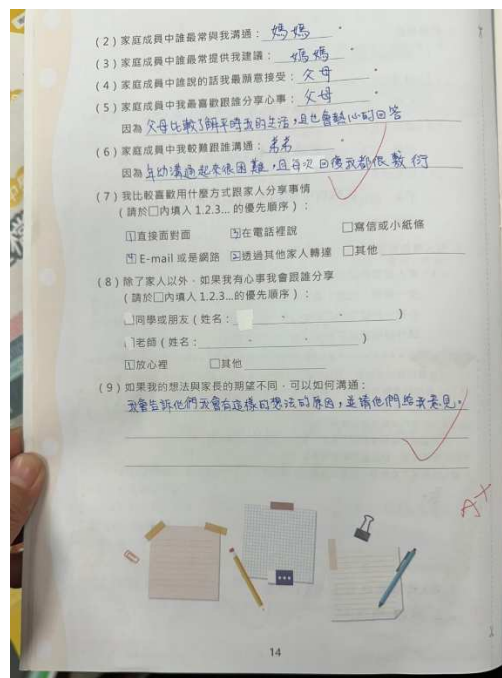 (2)家庭成員中誰最常與我溝通：媽媽。
(3)家庭成員中誰最常提供我建議：媽媽。
(4)家庭成員中誰說的話我最願意接受：父母。
(5)家庭成員中我最喜歡跟誰分享心事：父母。
因為父母比較了解平時我的生活，且也會熱心的回答
(6)家庭成員中我較難跟誰溝通：弟弟。
因為年幼溝通起來很困難，且每次回復我都很敷衍
(7)我比較喜歡用什麼方式跟家人分享事情
(請於□內填入1.2.3...的優先順序)：
1直接面對面 3在電話裡說 □寫信或小紙條
4 E-mail 或是網路 2透過其他家人轉達 □其他
(8)除了家人以外，如果我有心事我會跟誰分享
(請於□內填入1.2.3...的優先順序)：
同學或朋友(姓名：、、)
老師(姓名：、、)
1放心裡 □其他
(9)如果我的想法與家長的期望不同，可以如何溝通：
我會告訴他們我會有這樣的想法的原因，並請他們給我意見。
A+
14